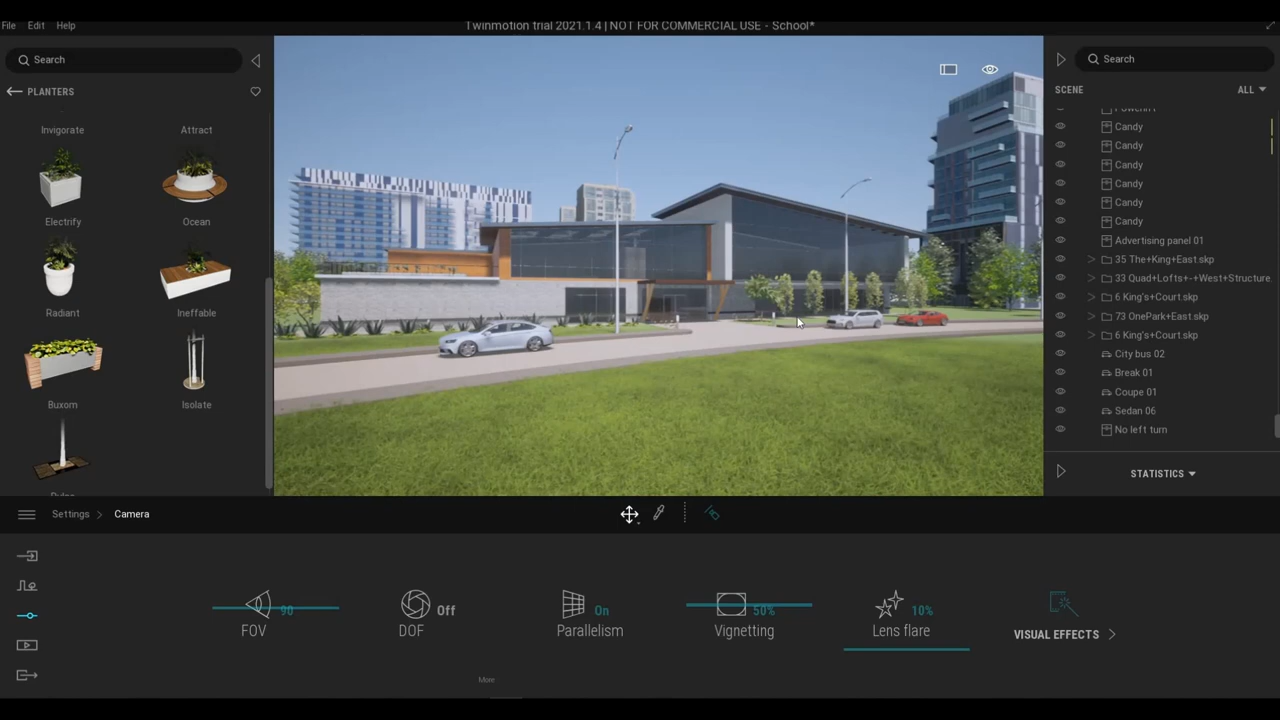 Twinmotion trial 2021.1.4 | NOT FOR COMMERCIAL USE - School*
File Edit Help
Search
PLANTERS
Invigorate Attract
Electrify Ocean
Radiant Ineffable
Buxom Isolate
Search
SCENE ALL
Candy
Candy
Candy
Candy
Candy
Candy
Advertising panel 01
35 The+King+East.skp
33 Quad+Lofts+-+West+Structure.
6 King's+Court.skp
73 OnePark+East.skp
6 King's+Court.skp
City bus 02
Break 01
Coupe 01
Sedan 06
No left turn
STATISTICS
Settings > Camera
90
FOV
Off
DOF
On
Parallelism
50%
Vignetting
10%
Lens flare
VISUAL EFFECTS
More